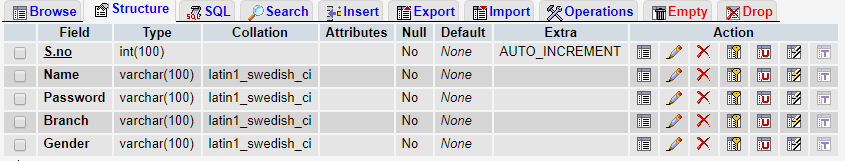 Browse Structure SQL Search Insert Export Import Operations Empty Drop
Field Type Collation Attributes Null Default Extra Action
S.no int(100) No None AUTO_INCREMENT
Name varchar(100) latin1_swedish_ci No None
Password varchar(100) latin1_swedish_ci No None
Branch varchar(100) latin1_swedish_ci No None
Gender varchar(100) latin1_swedish_ci No None